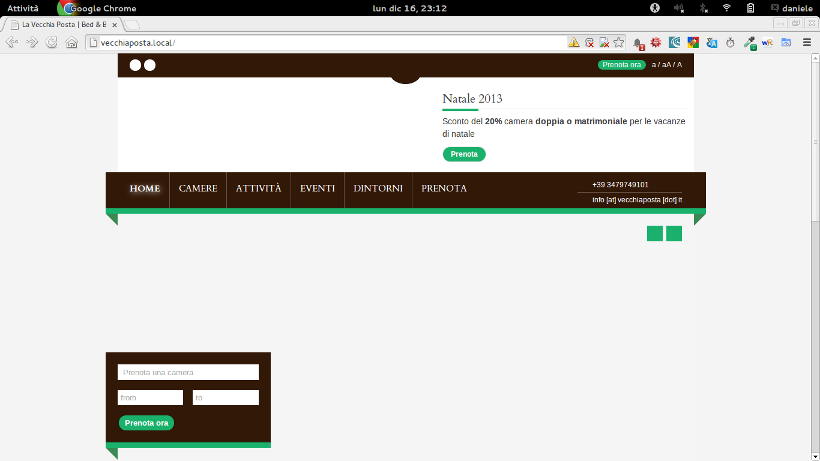 Attività
Google Chrome
lun dic 16, 23:12
daniele
La Vecchia Posta | Bed & B
vecchiaposta.local/
Prenota ora
a / aA / A
Natale 2013
Sconto del 20% camera doppia o matrimoniale per le vacanze
di natale
Prenota
HOME
CAMERE
ATTIVITÀ
EVENTI
DINTORNI
PRENOTA
+39 3479749101
info [at] vecchiaposta [dot] it
Prenota una camera
from
to
Prenota ora